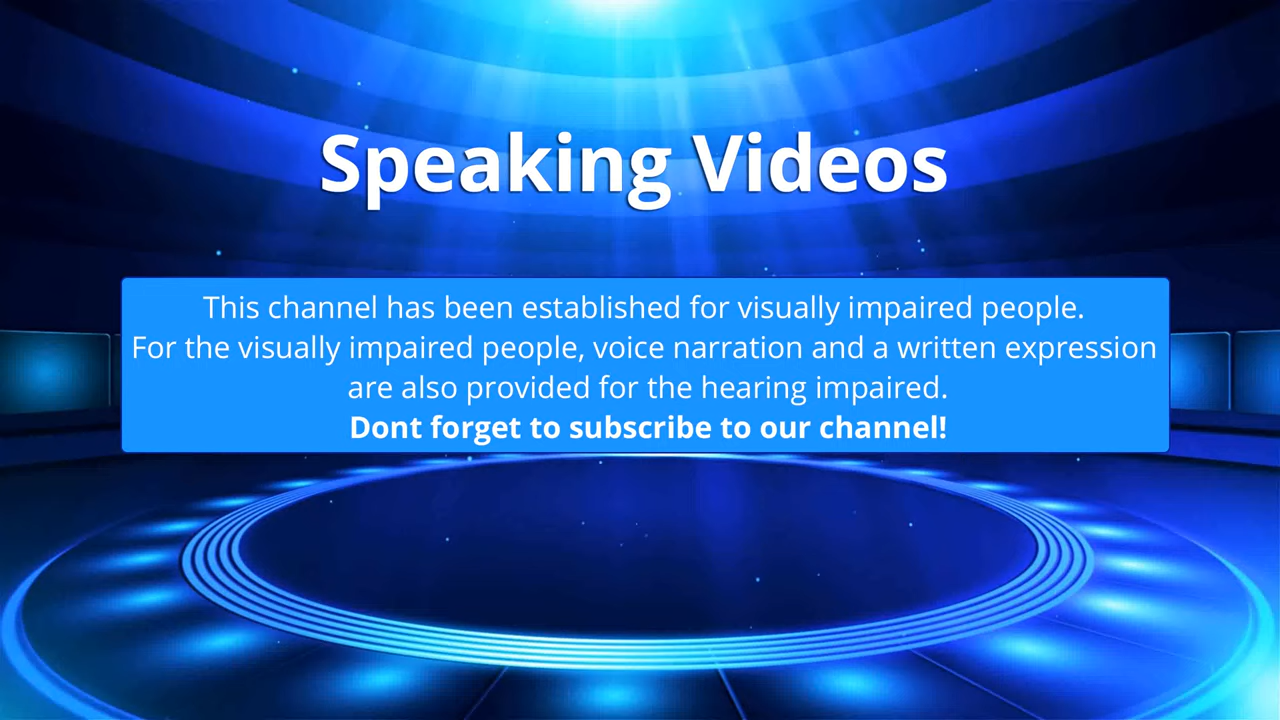 Speaking Videos
This channel has been established for visually impaired people.
For the visually impaired people, voice narration and a written expression
are also provided for the hearing impaired.
Dont forget to subscribe to our channel!